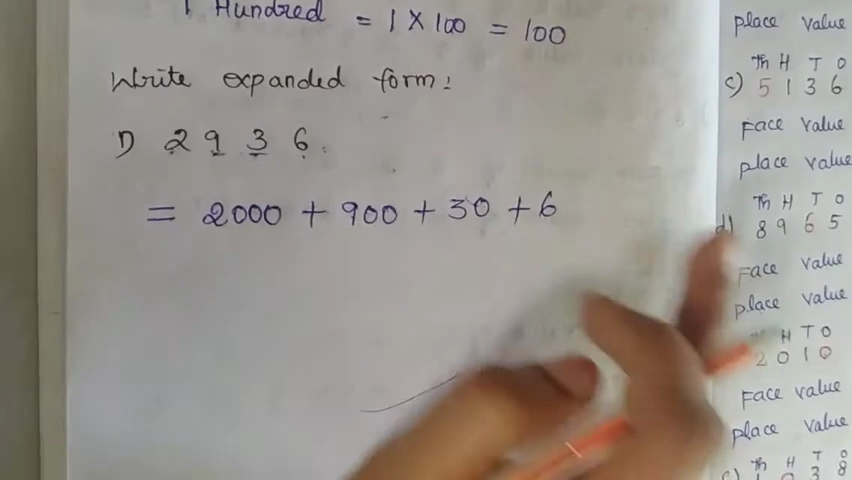 1 Hundred = 1 × 100 = 100
Write expanded form:
1) 2 9 3 6
= 2000 + 900 + 30 + 6
place value
Th H T O
c) 5 1 3 6
Face value
place value
Th H T O
d) 8 9 6 5
Face value
place value
H T O
2 0 1 0
Face value
place value
Th H T O
3 8